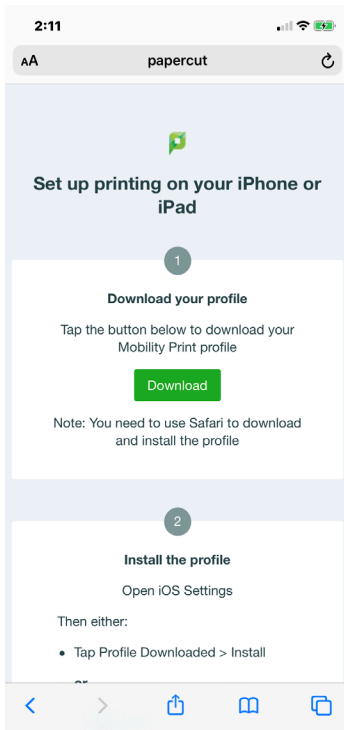 2:11
AA papercut
Set up printing on your iPhone or
iPad
1
Download your profile
Tap the button below to download your
Mobility Print profile
Download
Note: You need to use Safari to download
and install the profile
2
Install the profile
Open iOS Settings
Then either:
• Tap Profile Downloaded > Install
or